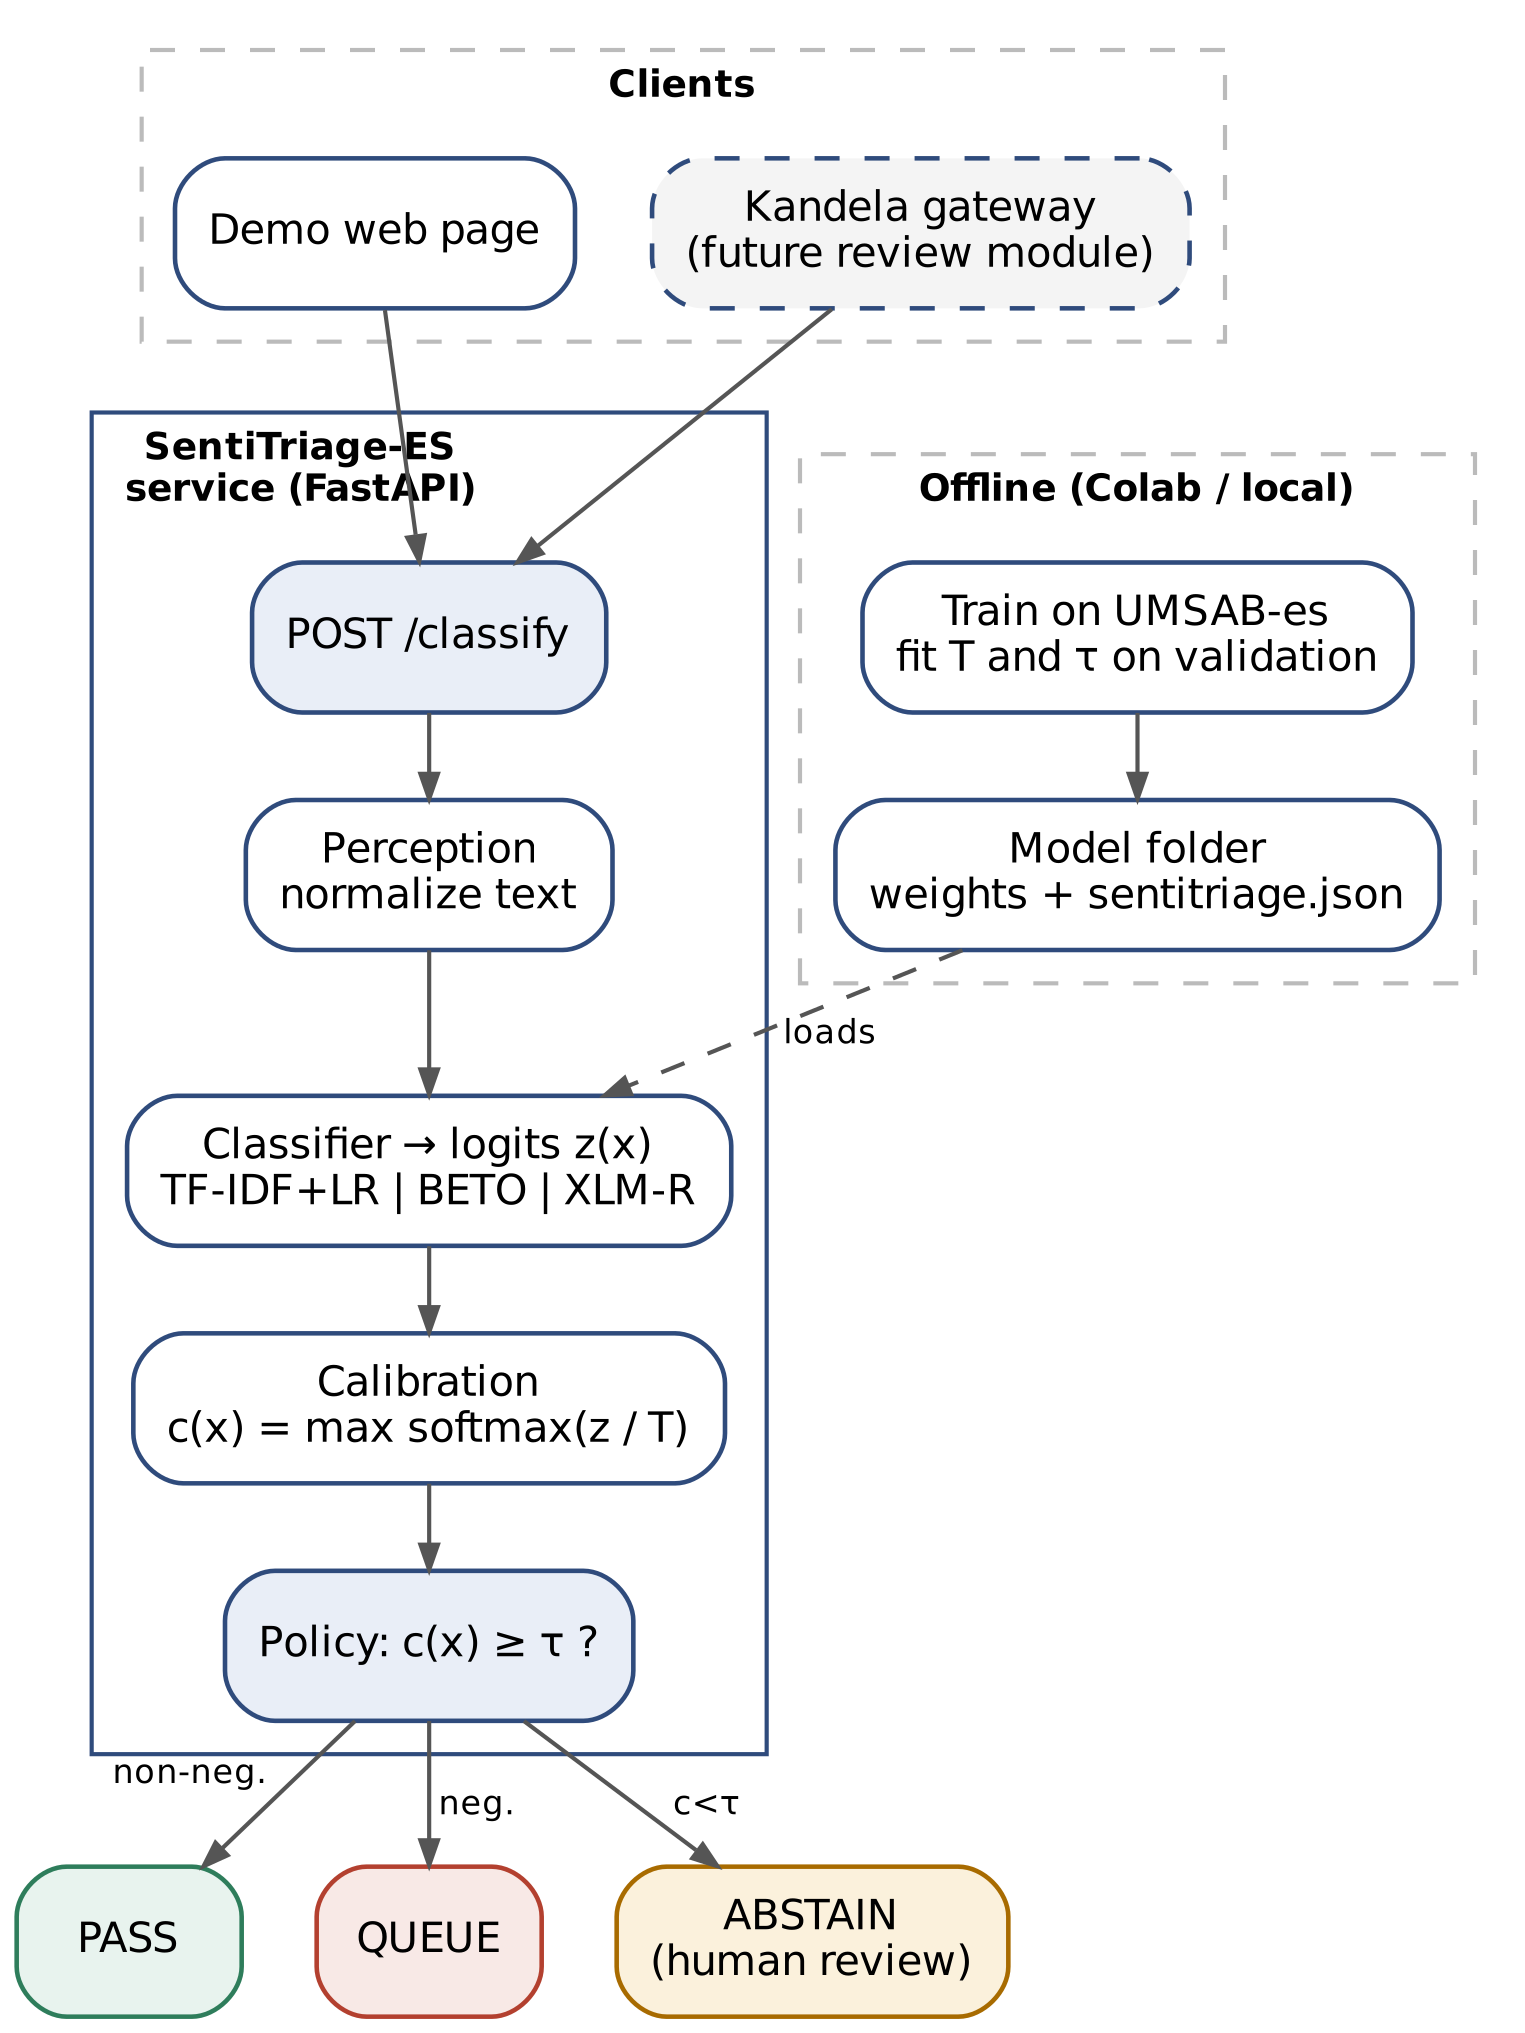 Clients
Demo web page
Kandela gateway
(future review module)
SentiTriage-ES
service (FastAPI)
POST /classify
Perception
normalize text
Offline (Colab / local)
Train on UMSAB-es
fit T and τ on validation
Model folder
weights + sentitriage.json
loads
Classifier → logits z(x)
TF-IDF+LR | BETO | XLM-R
Calibration
c(x) = max softmax(z / T)
Policy: c(x) ≥ τ ?
non-neg.
neg.
c<τ
PASS
QUEUE
ABSTAIN
(human review)